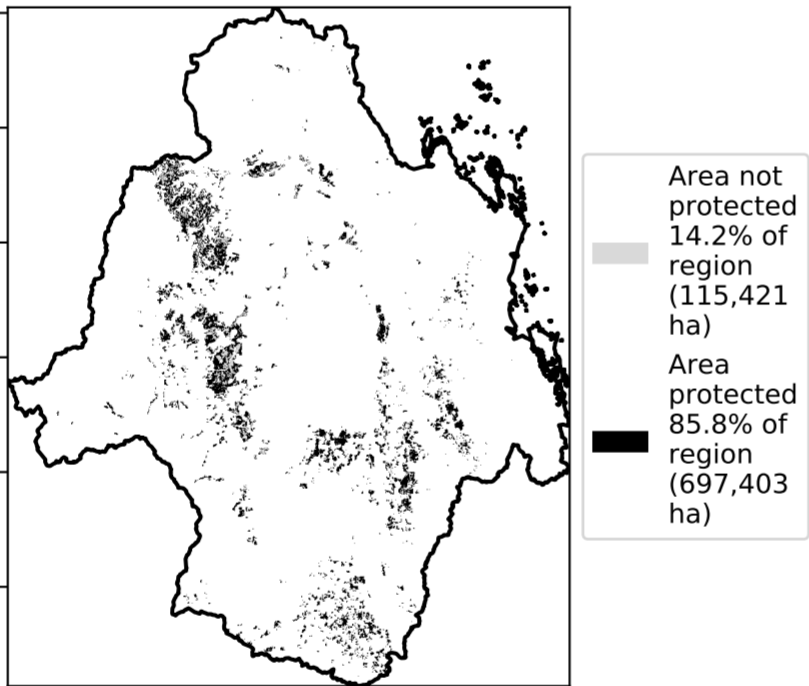 Area not
protected
14.2% of
region
(115,421
ha)
Area
protected
85.8% of
region
(697,403
ha)